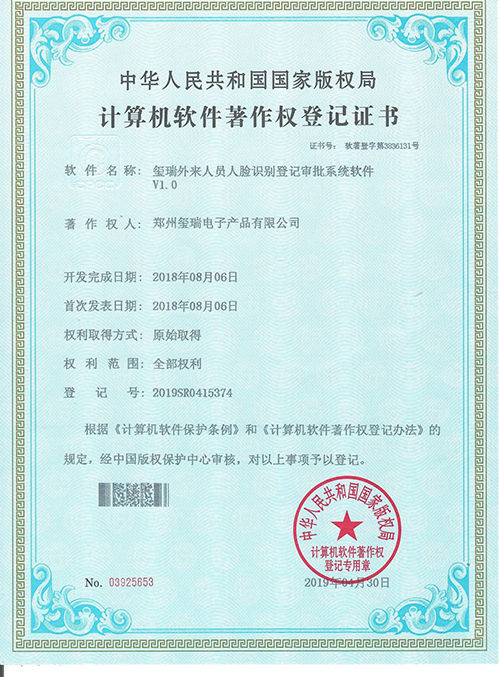 中华人民共和国国家版权局
计算机软件著作权登记证书
证书号： 软著登字第3836131号
软件名称： 玺瑞外来人员人脸识别登记审批系统软件
V1.0
著作权人： 郑州玺瑞电子产品有限公司
开发完成日期： 2018年08月06日
首次发表日期： 2018年08月06日
权利取得方式： 原始取得
权利范围： 全部权利
登记号： 2019SR0415374
根据《计算机软件保护条例》和《计算机软件著作权登记办法》的
规定，经中国版权保护中心审核，对以上事项予以登记。
中华人民共和国国家版权局
计算机软件著作权
登记专用章
No. 03925653
2019年04月30日